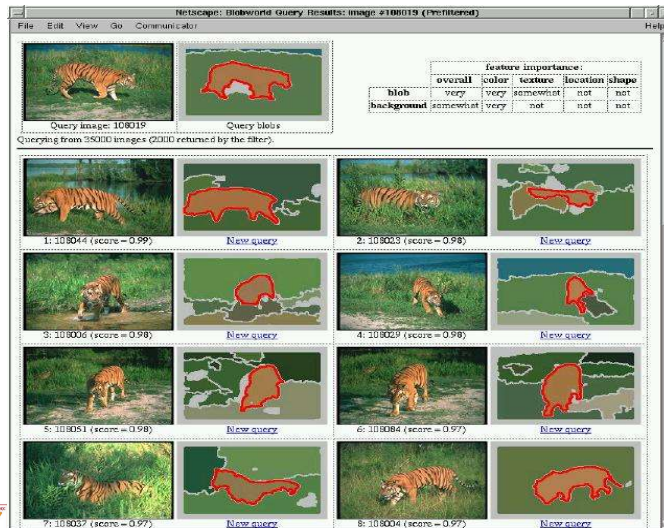 Netscape: Blobworld Query Results: image #108019 (Prefiltered)
File Edit View Go Communicator Help
feature importance:
overall color texture location shape
blob very very somewhat not not
background somewhat very not not not
Query image: 108019 Query blobs
Querying from 35000 images (2000 returned by the filter).
1: 108044 (score = 0.99) New query 2: 108023 (score = 0.98) New query
3: 108006 (score = 0.98) New query 4: 108029 (score = 0.98) New query
5: 108051 (score = 0.98) New query 6: 108084 (score = 0.97) New query
7: 108037 (score = 0.97) New query 8: 108004 (score = 0.97) New query